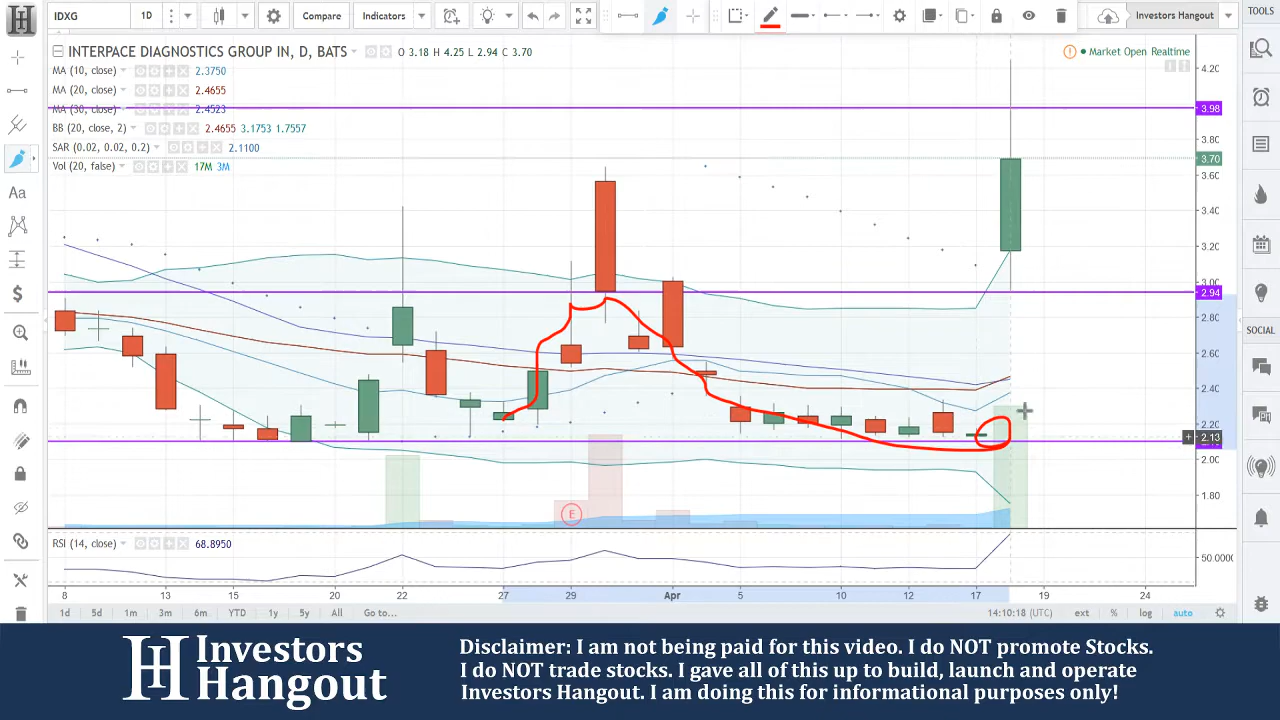 IDXG 1D Compare Indicators Investors Hangout TOOLS
INTERPACE DIAGNOSTICS GROUP IN, D, BATS O 3.18 H 4.25 L 2.94 C 3.70 Market Open Realtime
MA (10, close) 2.3750
MA (20, close) 2.4655
MA (30, close) 2.4523
BB (20, close, 2) 2.4655 3.1753 1.7557
SAR (0.02, 0.02, 0.2) 2.1100
Vol (20, false) 17M 3M
Aa
$
4.20
3.98
3.80
3.70
3.60
3.40
3.20
3.00
2.94
2.80
2.60
2.40
2.20
2.13
2.00
1.80
SOCIAL
E
RSI (14, close) 68.8950
50.0000
8 13 15 20 22 27 29 Apr 5 10 12 17 19 24
1d 5d 1m 3m 6m YTD 1y 5y All Go to... 14:10:18 (UTC) ext % log auto
H Investors
Hangout
Disclaimer: I am not being paid for this video. I do NOT promote Stocks.
I do NOT trade stocks. I gave all of this up to build, launch and operate
Investors Hangout. I am doing this for informational purposes only!